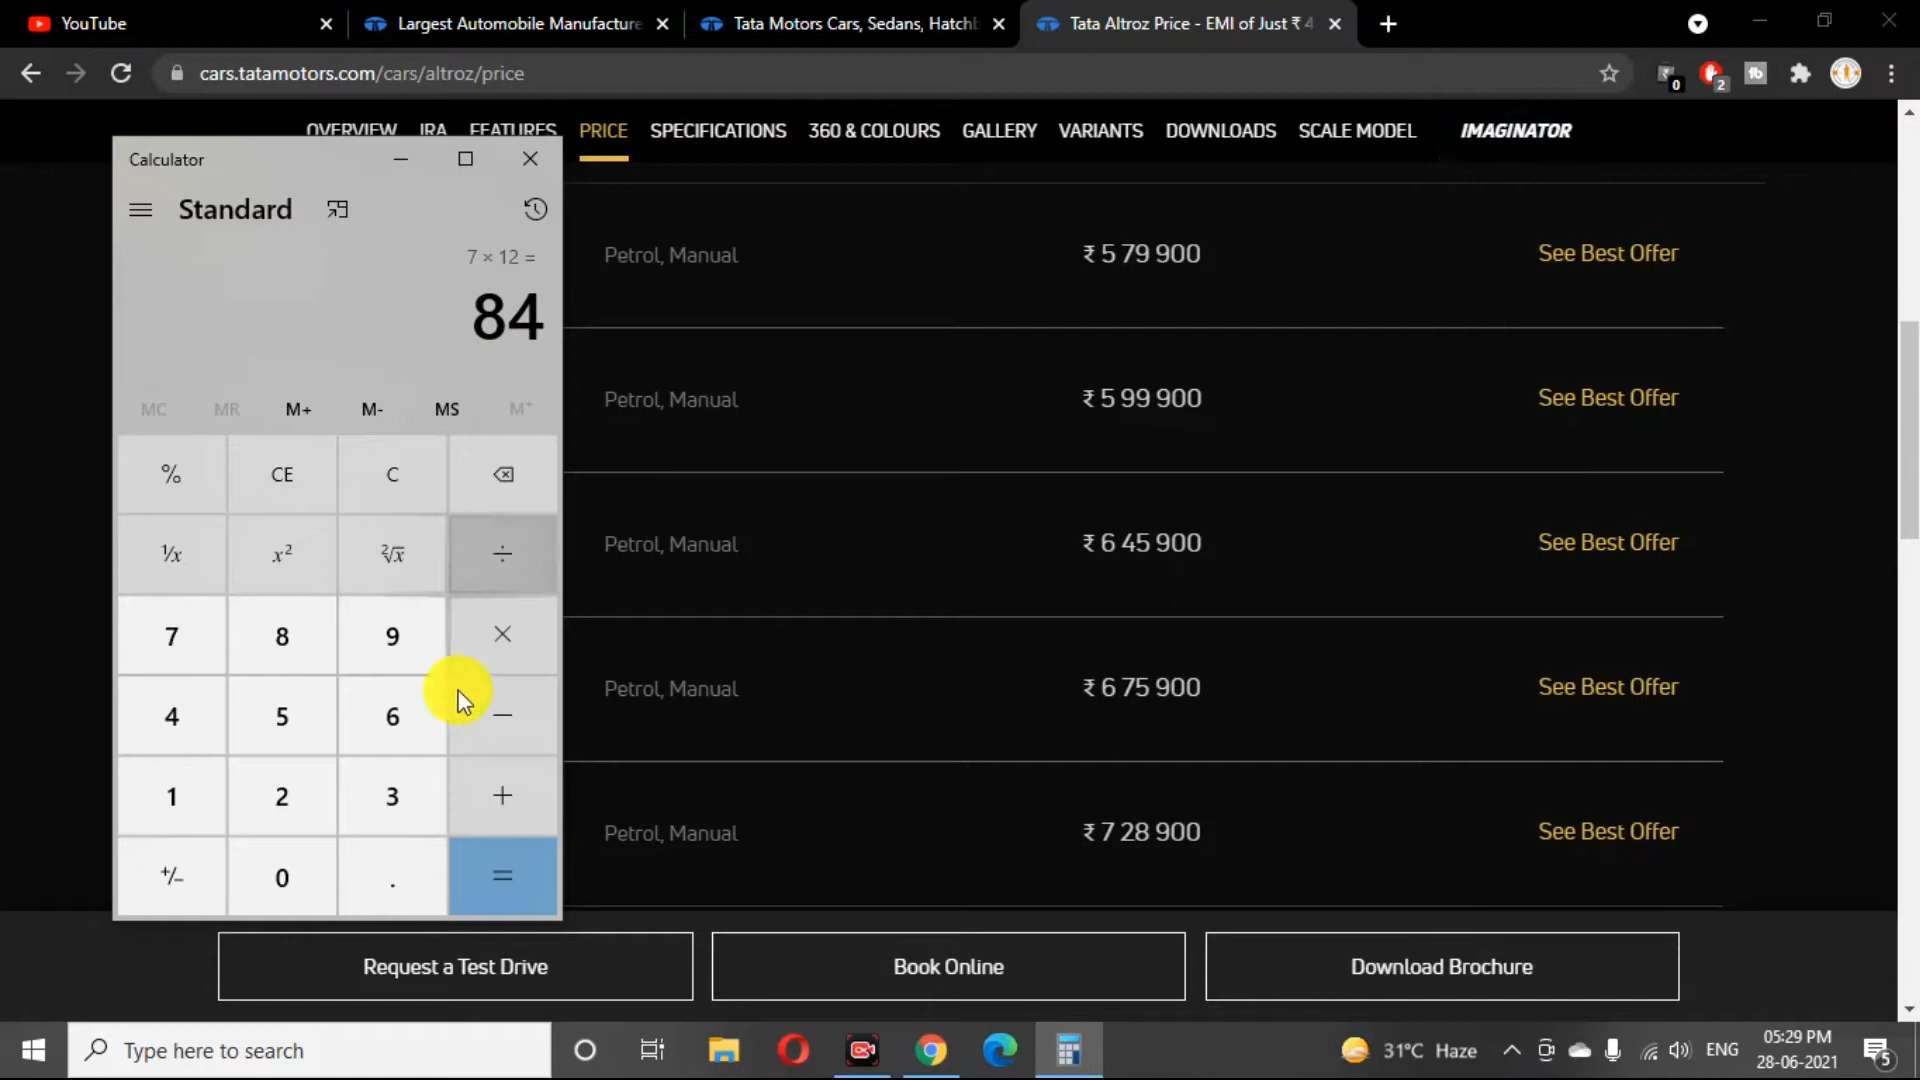 YouTube
Largest Automobile Manufacture
Tata Motors Cars, Sedans, Hatchb
Tata Altroz Price - EMI of Just ₹ 4
cars.tatamotors.com/cars/altroz/price
0
2
OVERVIEW IRA FEATURES PRICE SPECIFICATIONS 360 & COLOURS GALLERY VARIANTS DOWNLOADS SCALE MODEL IMAGINATOR
Calculator
Standard
7 × 12 =
84
MC MR M+ M- MS M˅
% CE C
⅟x x² ²√x ÷
7 8 9 ×
4 5 6 −
1 2 3 +
+/− 0 . =
Petrol, Manual ₹ 5 79 900 See Best Offer
Petrol, Manual ₹ 5 99 900 See Best Offer
Petrol, Manual ₹ 6 45 900 See Best Offer
Petrol, Manual ₹ 6 75 900 See Best Offer
Petrol, Manual ₹ 7 28 900 See Best Offer
Request a Test Drive
Book Online
Download Brochure
Type here to search
31°C Haze
ENG
05:29 PM
28-06-2021
5